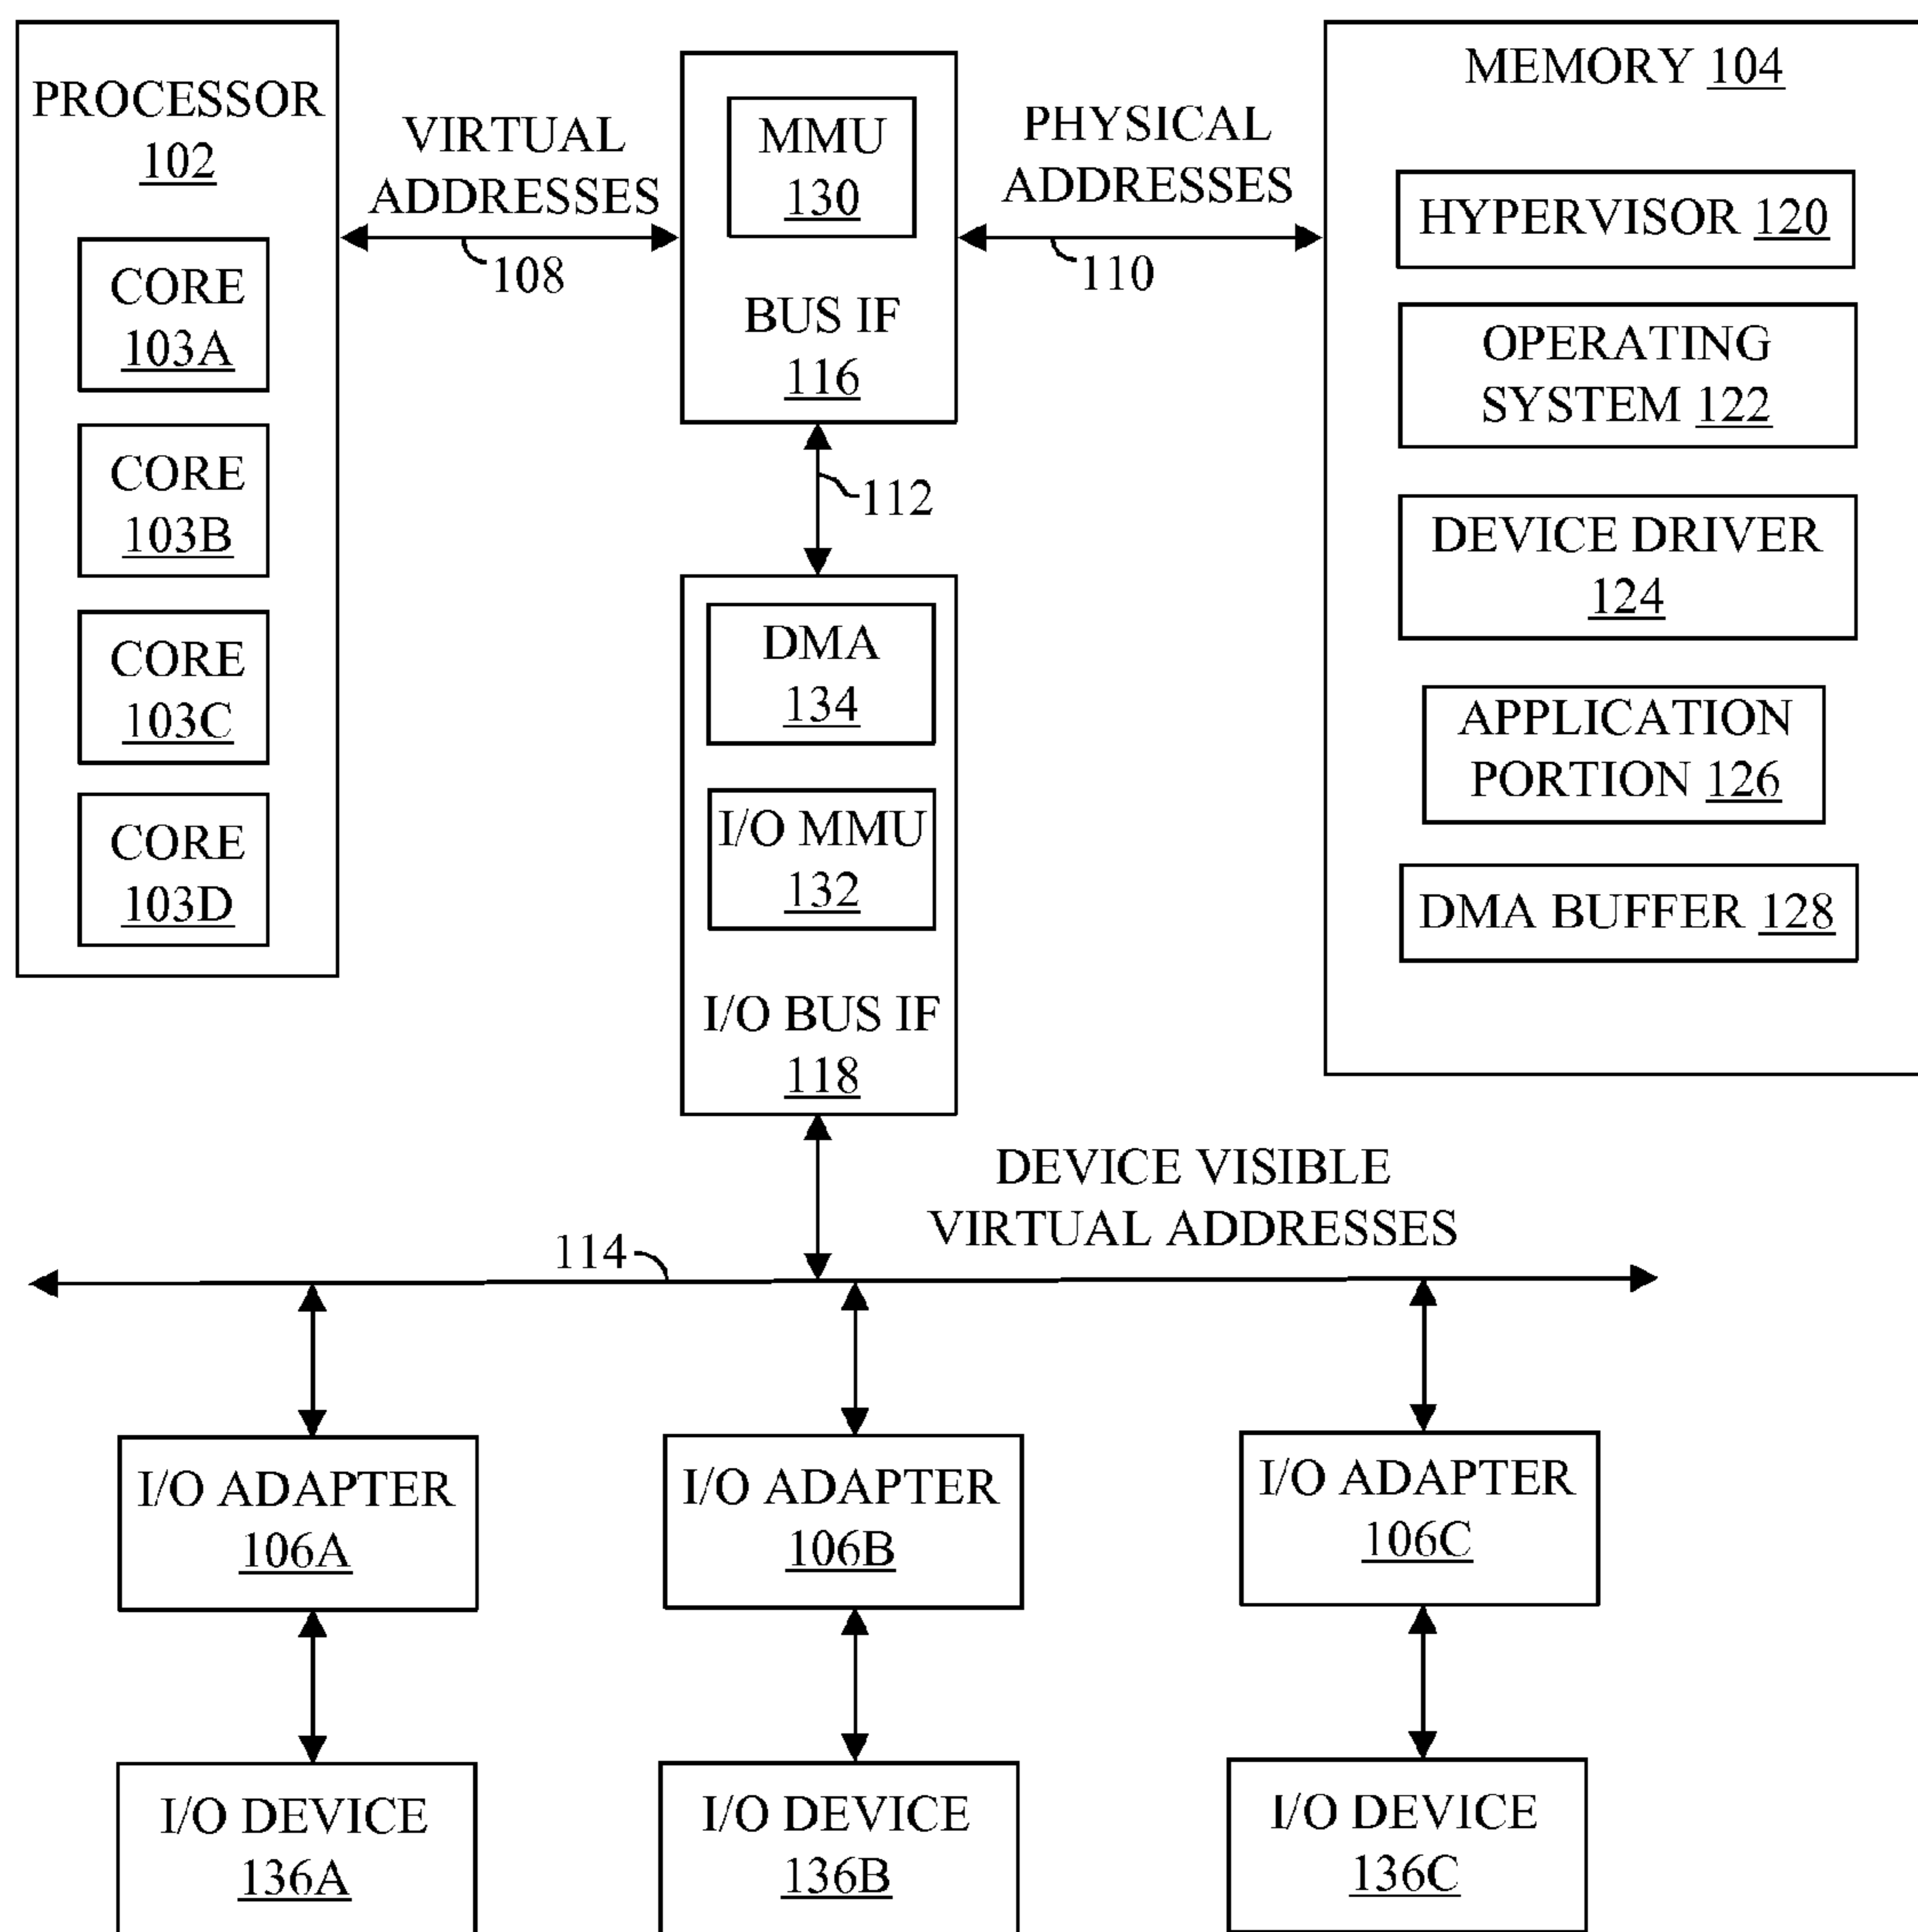 PROCESSOR
102
CORE
103A
CORE
103B
CORE
103C
CORE
103D
VIRTUAL
ADDRESSES
108
MMU
130
BUS IF
116
PHYSICAL
ADDRESSES
110
MEMORY 104
HYPERVISOR 120
OPERATING
SYSTEM 122
DEVICE DRIVER
124
APPLICATION
PORTION 126
DMA BUFFER 128
112
DMA
134
I/O MMU
132
I/O BUS IF
118
DEVICE VISIBLE
VIRTUAL ADDRESSES
114
I/O ADAPTER
106A
I/O ADAPTER
106B
I/O ADAPTER
106C
I/O DEVICE
136A
I/O DEVICE
136B
I/O DEVICE
136C